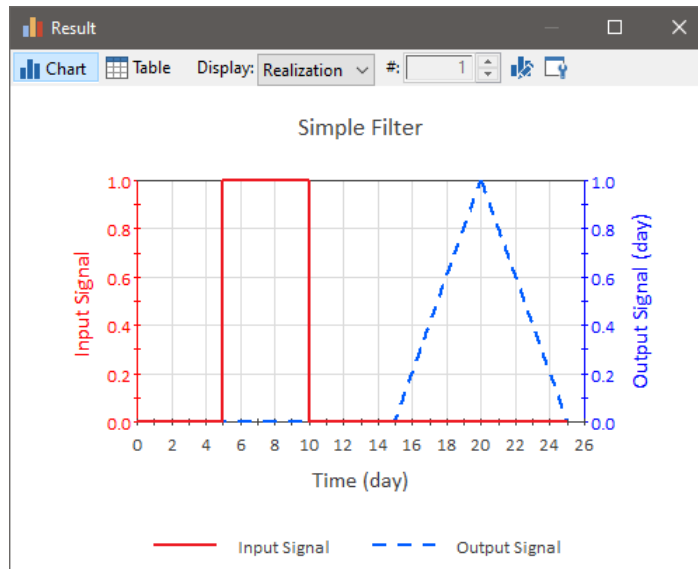 Result
Chart Table Display: Realization #: 1
Simple Filter
1.0 1.0
0.8 0.8
0.6 0.6
0.4 0.4
0.2 0.2
0.0 0.0
Input Signal
Output Signal (day)
0 2 4 6 8 10 12 14 16 18 20 22 24 26
Time (day)
Input Signal Output Signal